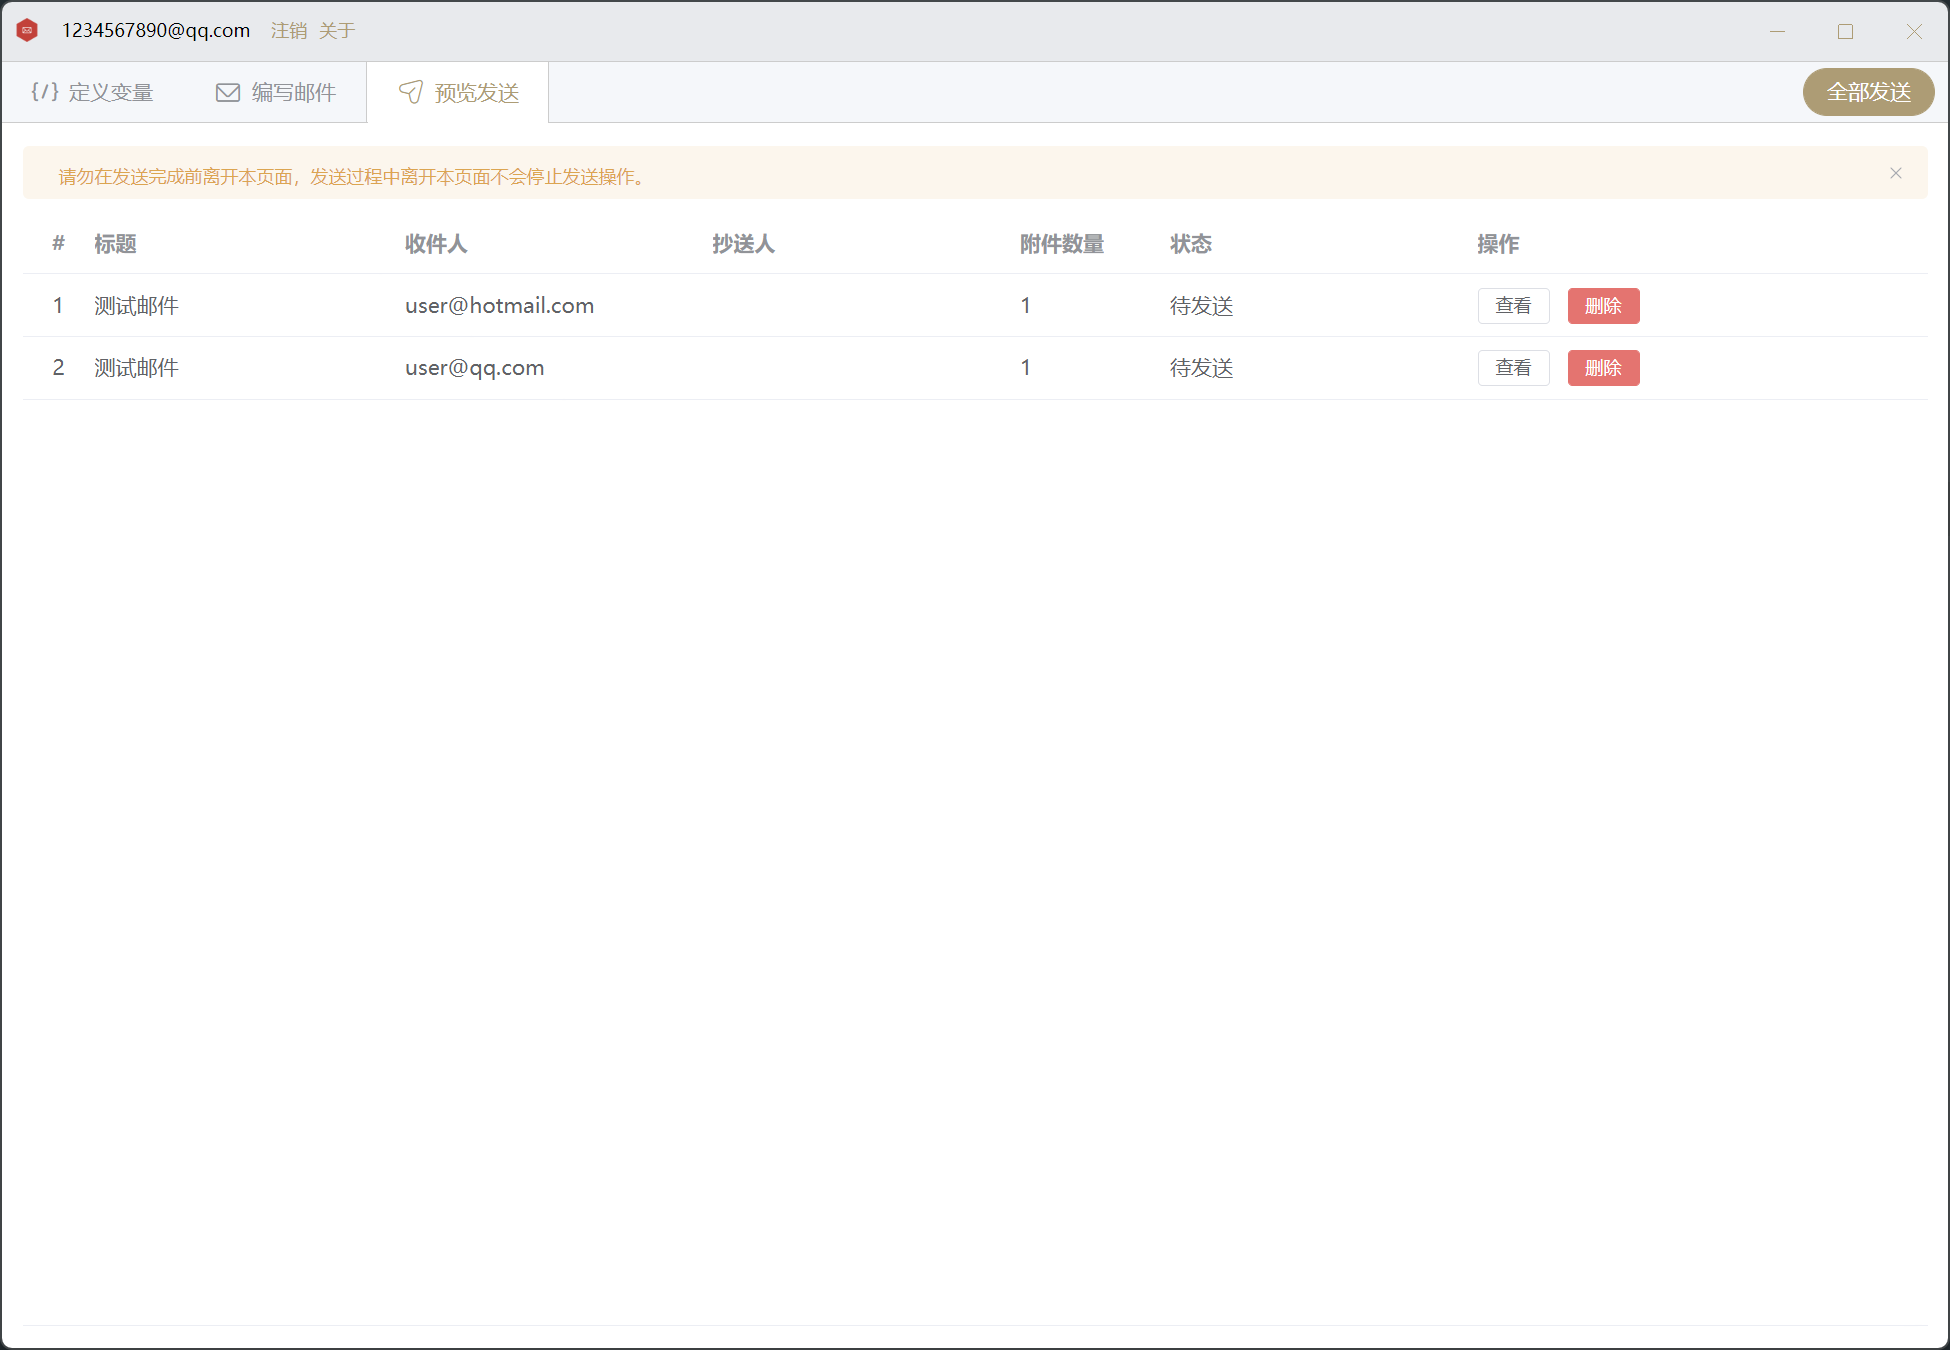 1234567890@qq.com 注销 关于
{/} 定义变量 编写邮件 预览发送 全部发送
请勿在发送完成前离开本页面，发送过程中离开本页面不会停止发送操作。
# 标题 收件人 抄送人 附件数量 状态 操作
1 测试邮件 user@hotmail.com 1 待发送 查看 删除
2 测试邮件 user@qq.com 1 待发送 查看 删除